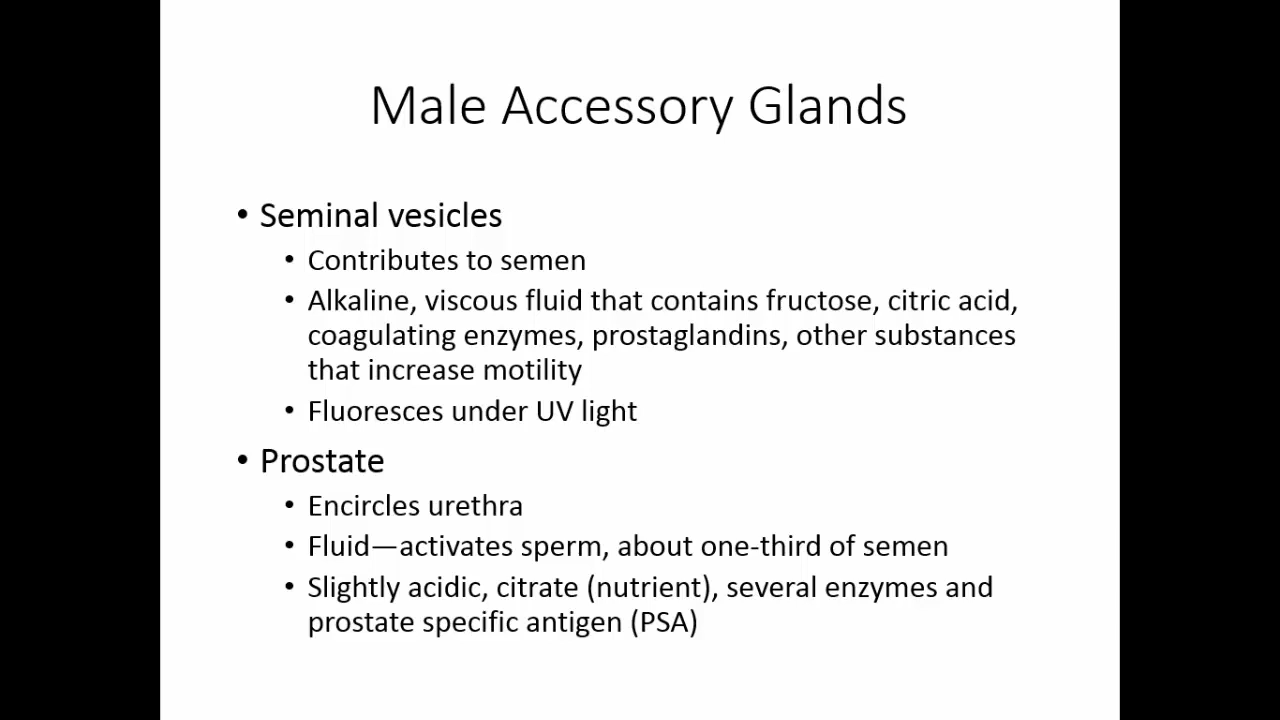 Male Accessory Glands
• Seminal vesicles
• Contributes to semen
• Alkaline, viscous fluid that contains fructose, citric acid,
coagulating enzymes, prostaglandins, other substances
that increase motility
• Fluoresces under UV light
• Prostate
• Encircles urethra
• Fluid—activates sperm, about one-third of semen
• Slightly acidic, citrate (nutrient), several enzymes and
prostate specific antigen (PSA)